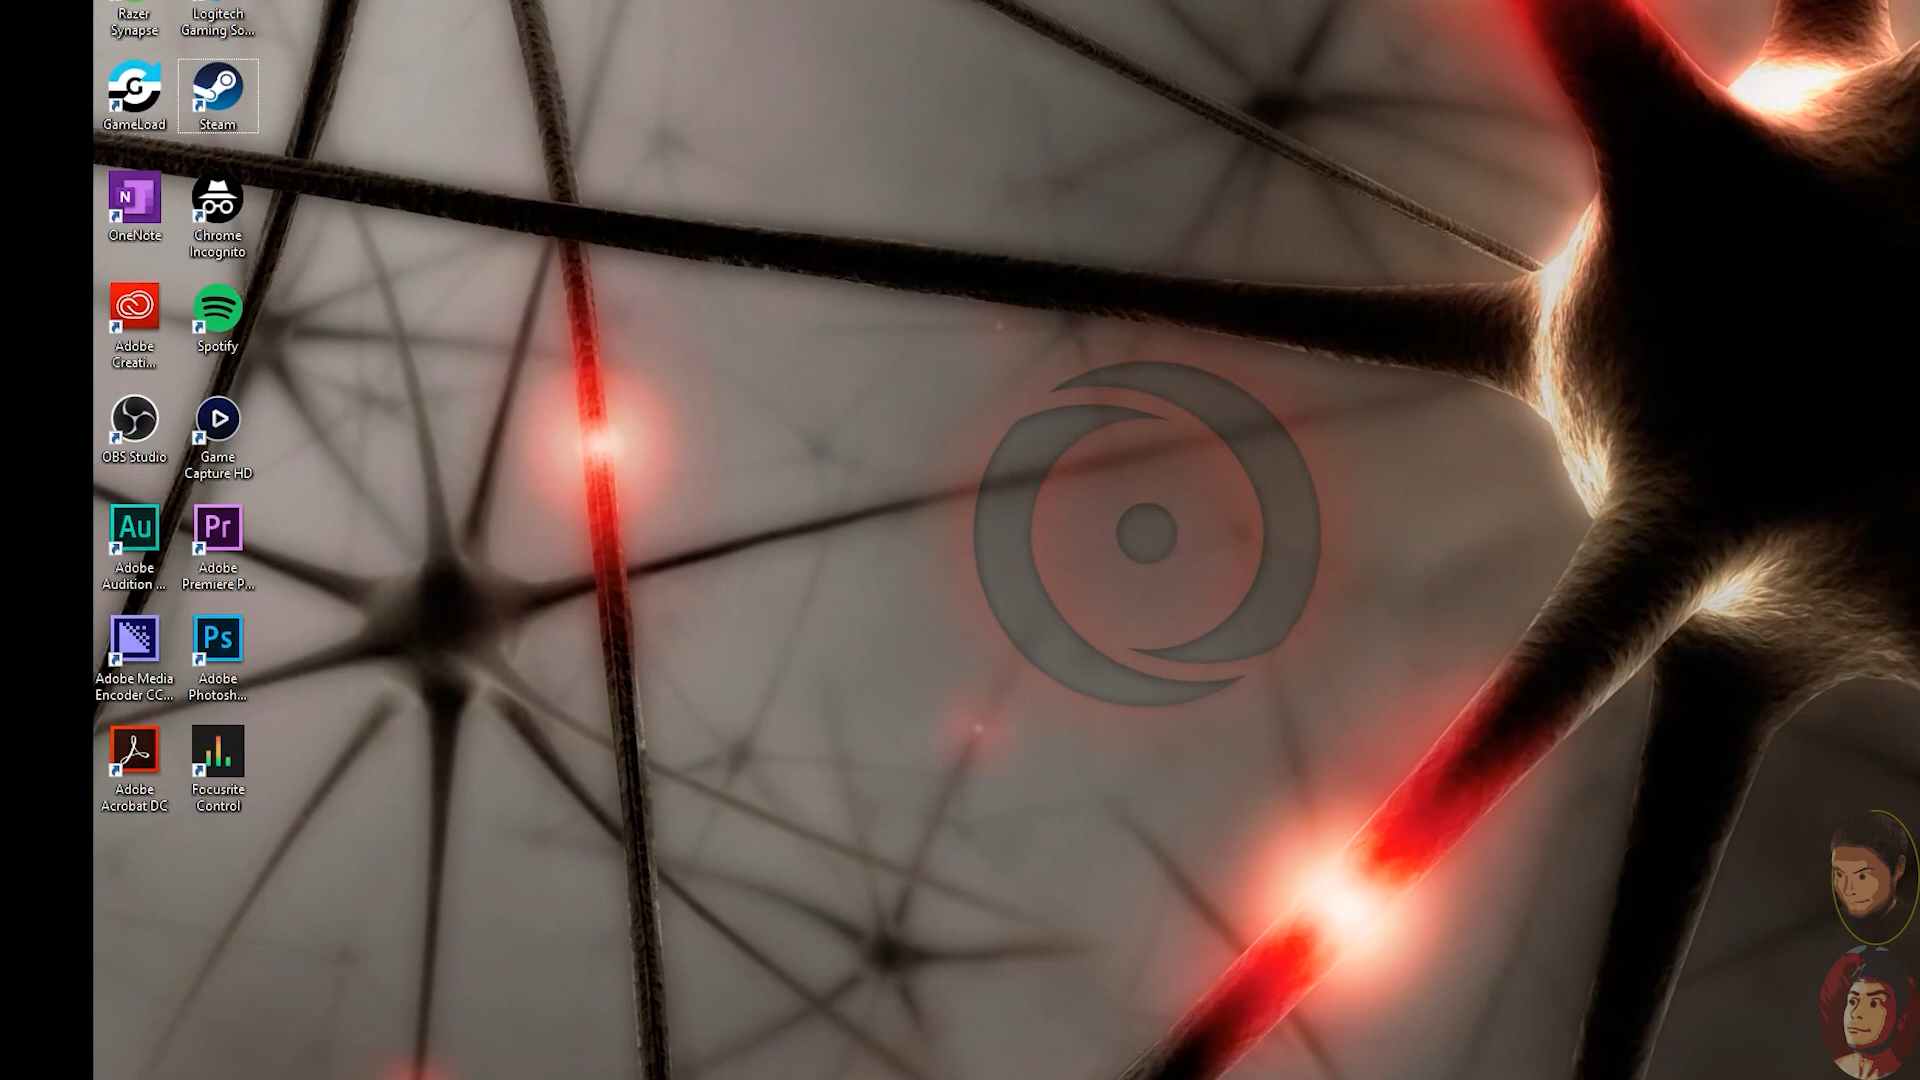 Razer
Synapse
Logitech
Gaming So...
GameLoad
Steam
N
OneNote
Chrome
Incognito
Adobe
Creati...
Spotify
OBS Studio
Game
Capture HD
Au
Adobe
Audition ...
Pr
Adobe
Premiere P...
Adobe Media
Encoder CC...
Ps
Adobe
Photosh...
Adobe
Acrobat DC
Focusrite
Control